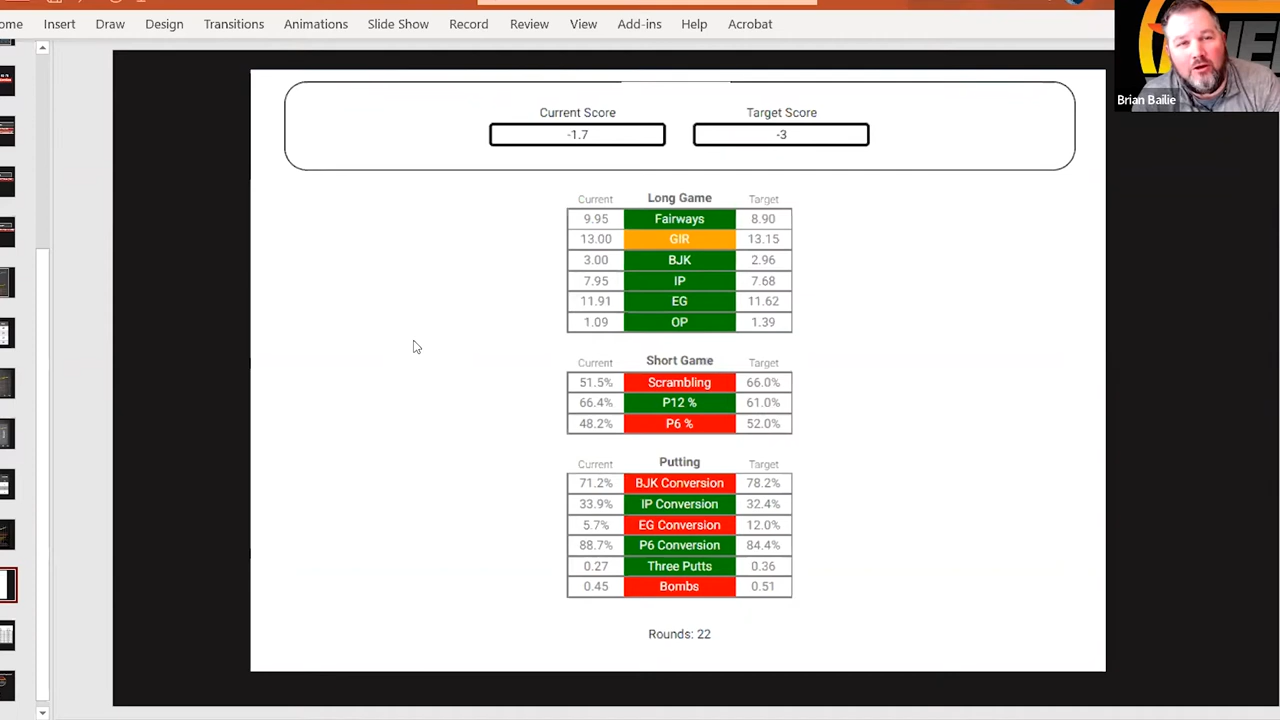 ome Insert Draw Design Transitions Animations Slide Show Record Review View Add-ins Help Acrobat
Brian Bailie
Current Score Target Score
-1.7 -3
Current Long Game Target
9.95 Fairways 8.90
13.00 GIR 13.15
3.00 BJK 2.96
7.95 IP 7.68
11.91 EG 11.62
1.09 OP 1.39
Current Short Game Target
51.5% Scrambling 66.0%
66.4% P12 % 61.0%
48.2% P6 % 52.0%
Current Putting Target
71.2% BJK Conversion 78.2%
33.9% IP Conversion 32.4%
5.7% EG Conversion 12.0%
88.7% P6 Conversion 84.4%
0.27 Three Putts 0.36
0.45 Bombs 0.51
Rounds: 22